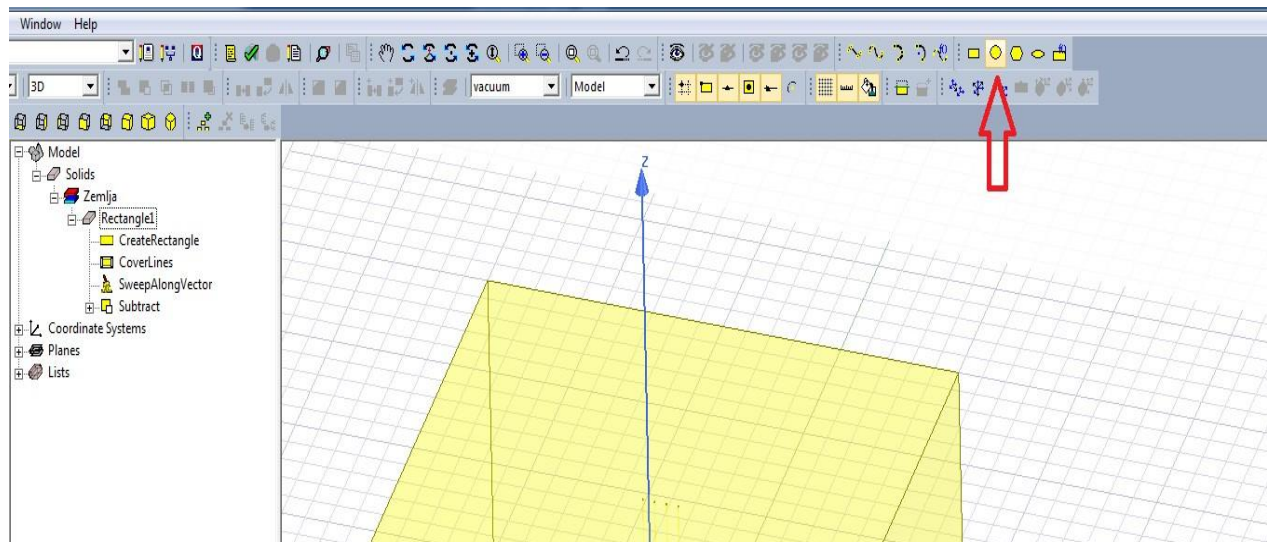 Window Help
3D vacuum Model
Model
Solids
Zemlja
Rectangle1
CreateRectangle
CoverLines
SweepAlongVector
Subtract
Coordinate Systems
Planes
Lists
Z